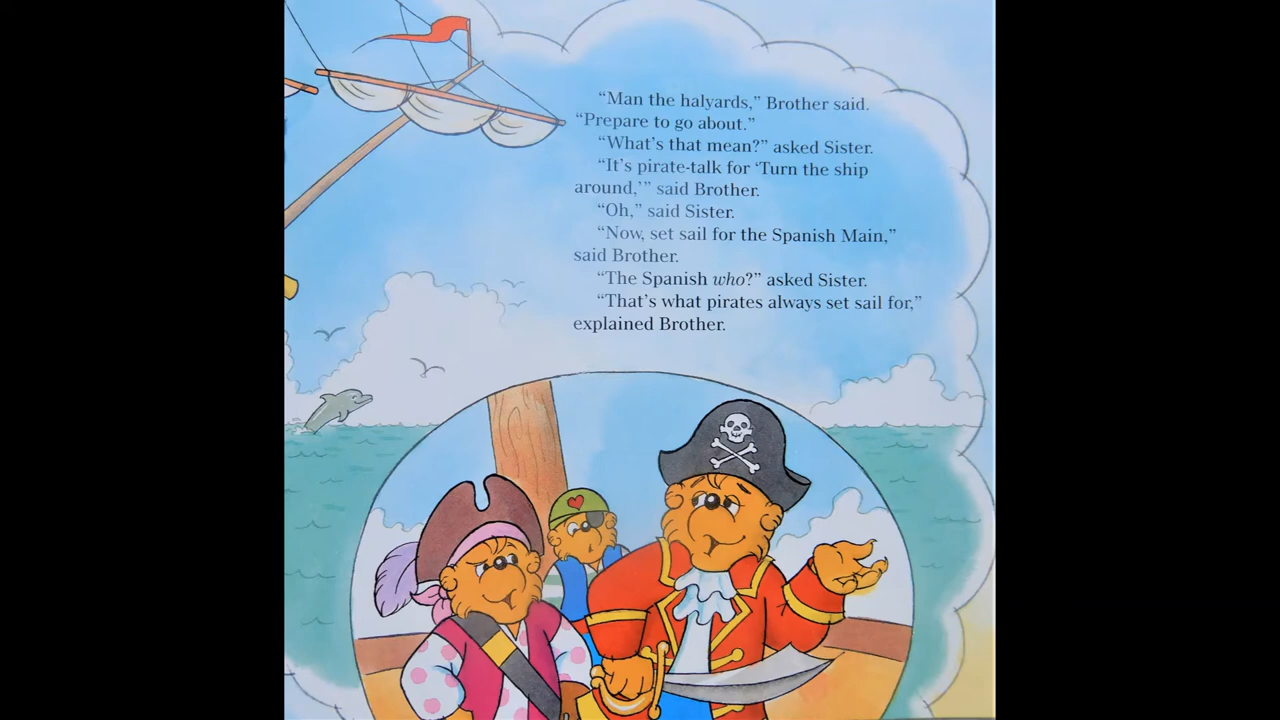 “Man the halyards,” Brother said.
“Prepare to go about.”
“What’s that mean?” asked Sister.
“It’s pirate-talk for ‘Turn the ship
around,’” said Brother.
“Oh,” said Sister.
“Now, set sail for the Spanish Main,”
said Brother.
“The Spanish who?” asked Sister.
“That’s what pirates always set sail for,”
explained Brother.